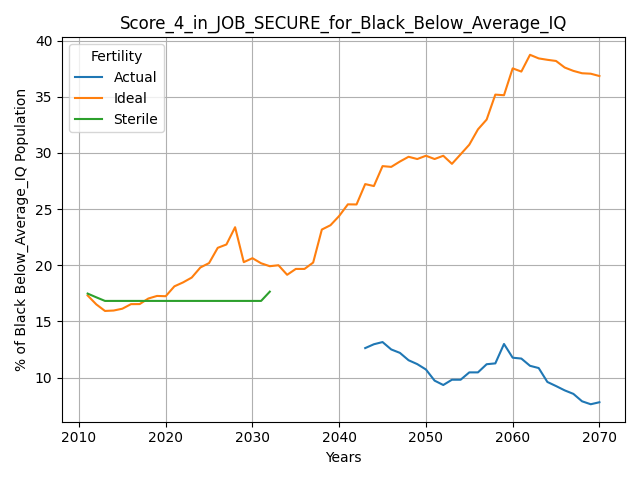 Score_4_in_JOB_SECURE_for_Black_Below_Average_IQ
Fertility
Actual
Ideal
Sterile
% of Black Below_Average_IQ Population
40
35
30
25
20
15
10
2010 2020 2030 2040 2050 2060 2070
Years